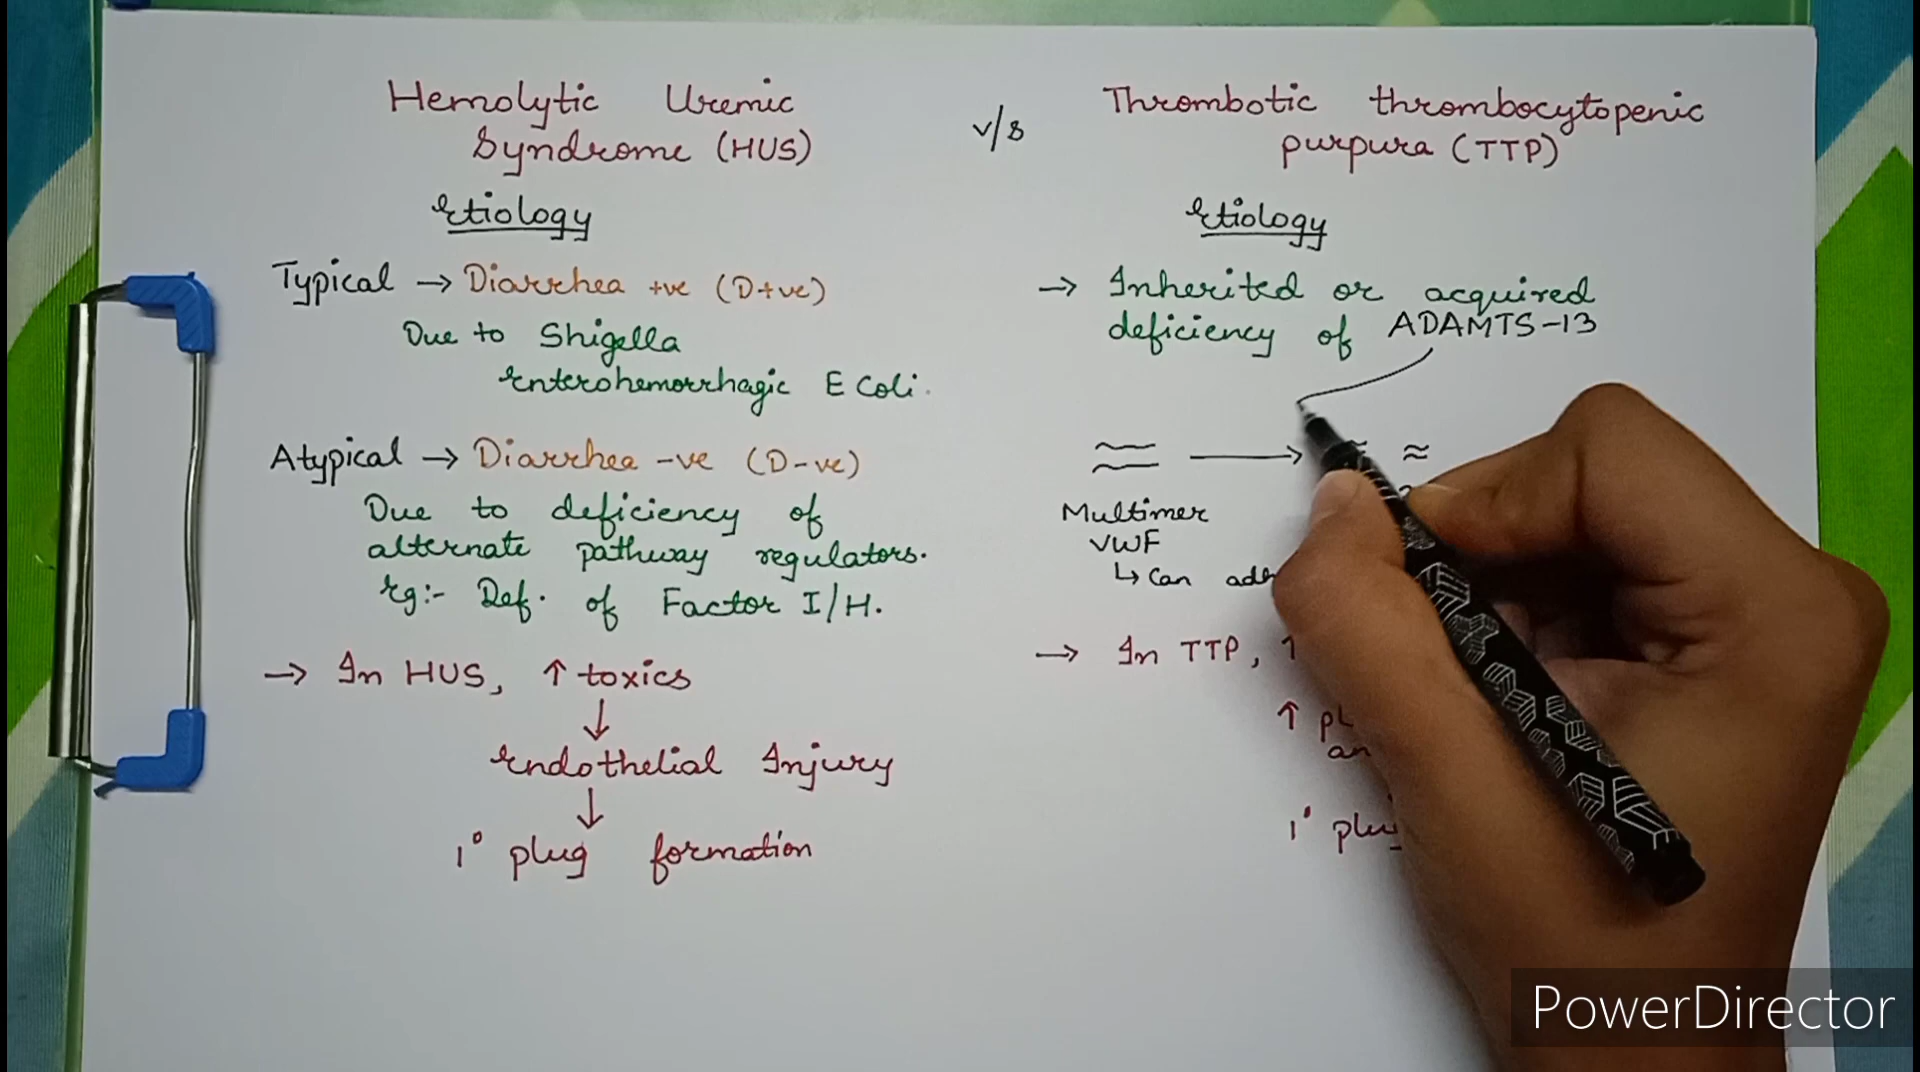 Hemolytic Uremic
Syndrome (HUS)
v/s
Thrombotic thrombocytopenic
purpura (TTP)
Etiology
Typical → Diarrhea +ve (D+ve)
Due to Shigella
Enterohemorrhagic E Coli.
Atypical → Diarrhea -ve (D-ve)
Due to deficiency of
alternate pathway regulators.
Eg:- Def. of Factor I/H.
→ In HUS, ↑ toxics
↓
Endothelial Injury
↓
1° plug formation
Etiology
→ Inherited or acquired
deficiency of ADAMTS-13
Multimer
VWF
↳ Can
→ In TTP, ↑
↑
1°
PowerDirector